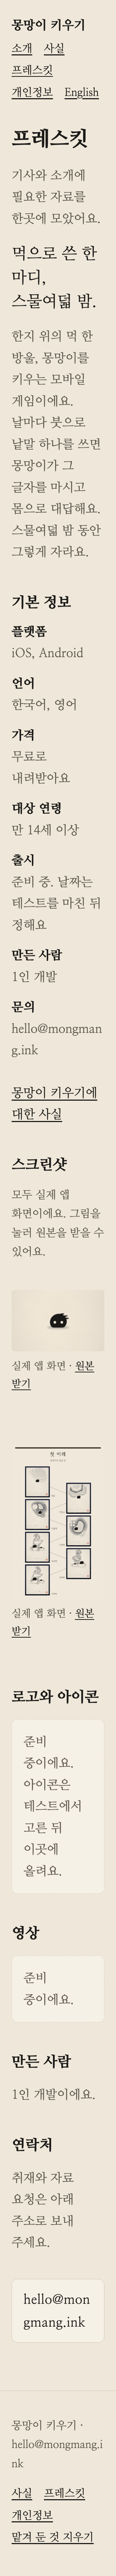 몽망이 키우기
소개 사실
프레스킷
개인정보 English
프레스킷
기사와 소개에
필요한 자료를
한곳에 모았어요.
먹으로 쓴 한
마디,
스물여덟 밤.
한지 위의 먹 한
방울, 몽망이를
키우는 모바일
게임이에요.
날마다 붓으로
낱말 하나를 쓰면
몽망이가 그
글자를 마시고
몸으로 대답해요.
스물여덟 밤 동안
그렇게 자라요.
기본 정보
플랫폼
iOS, Android
언어
한국어, 영어
가격
무료로
내려받아요
대상 연령
만 14세 이상
출시
준비 중. 날짜는
테스트를 마친 뒤
정해요
만든 사람
1인 개발
문의
hello@mongman
g.ink
몽망이 키우기에
대한 사실
스크린샷
모두 실제 앱
화면이에요. 그림을
눌러 원본을 받을 수
있어요.
실제 앱 화면 · 원본
받기
첫 이레
실제 앱 화면 · 원본
받기
로고와 아이콘
준비
중이에요.
아이콘은
테스트에서
고른 뒤
이곳에
올려요.
영상
준비
중이에요.
만든 사람
1인 개발이에요.
연락처
취재와 자료
요청은 아래
주소로 보내
주세요.
hello@mon
gmang.ink
몽망이 키우기 ·
hello@mongmang.i
nk
사실 프레스킷
개인정보
맡겨 둔 것 지우기